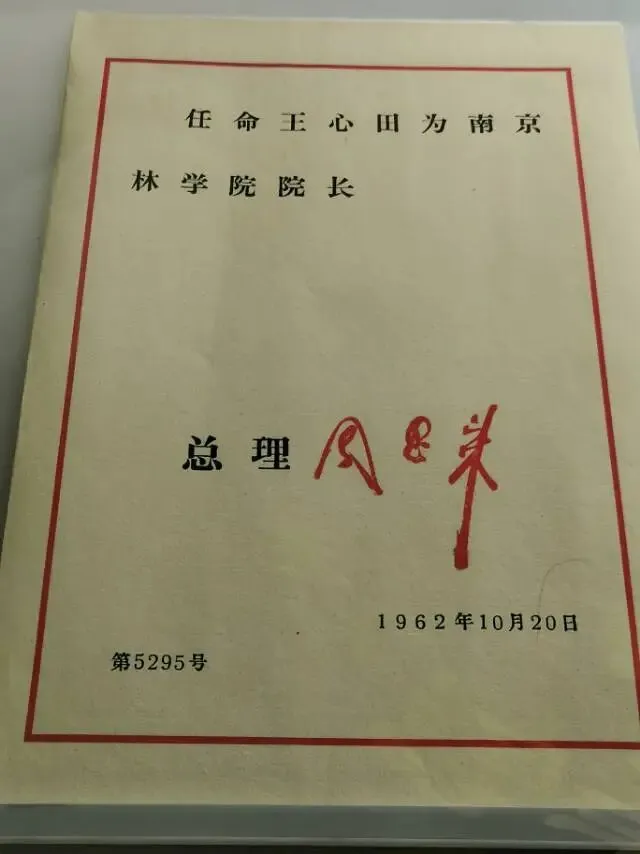 任命王心田为南京
林学院院长
总理 周恩来
1962年10月20日
第5295号